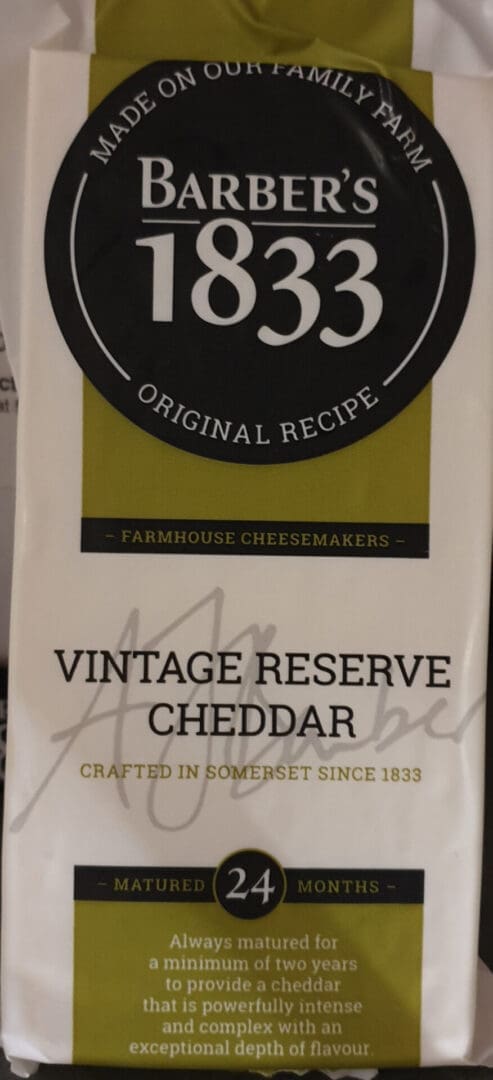 MADE ON OUR FAMILY FARM
BARBER'S
1833
ORIGINAL RECIPE
- FARMHOUSE CHEESEMAKERS -
A J Barber
VINTAGE RESERVE
CHEDDAR
CRAFTED IN SOMERSET SINCE 1833
- MATURED 24 MONTHS -
Always matured for
a minimum of two years
to provide a cheddar
that is powerfully intense
and complex with an
exceptional depth of flavour.